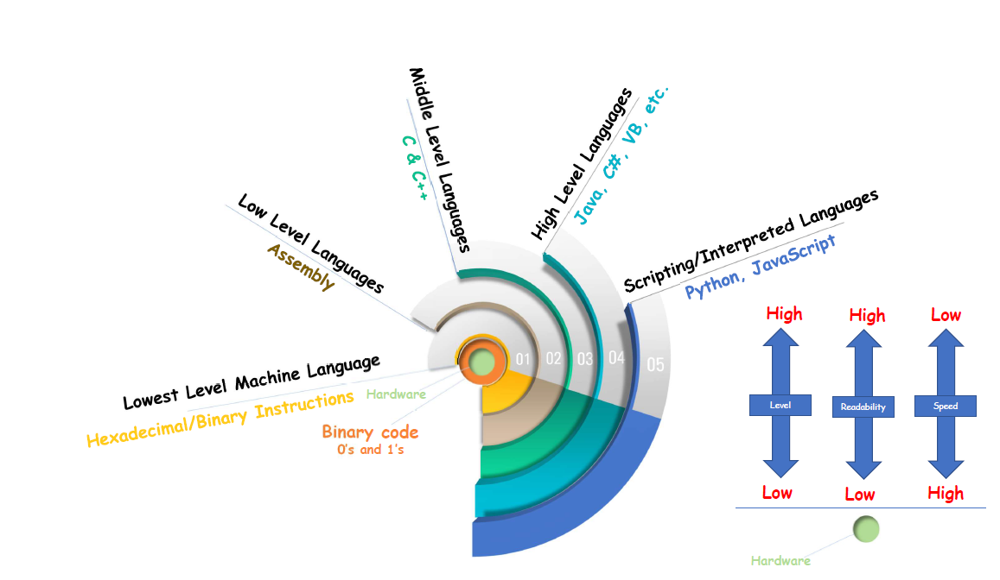 Middle Level Languages
C & C++
High Level Languages
Java, C#, VB, etc.
Low Level Languages
Assembly
Scripting/Interpreted Languages
Python, JavaScript
Lowest Level Machine Language
Hexadecimal/Binary Instructions
Hardware
Binary code
0's and 1's
01
02
03
04
05
High
High
Low
Level
Readability
Speed
Low
Low
High
Hardware